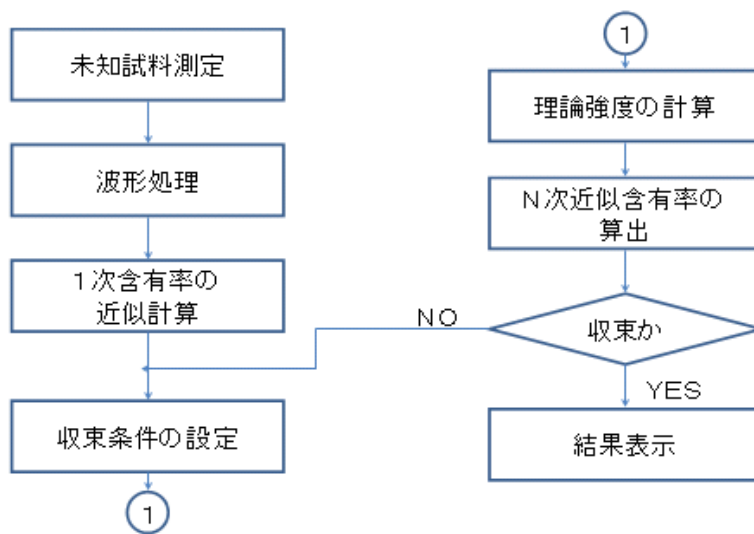 未知試料測定
波形処理
１次含有率の
近似計算
収束条件の設定
1
1
理論強度の計算
Ｎ次近似含有率の
算出
収束か
NO
YES
結果表示